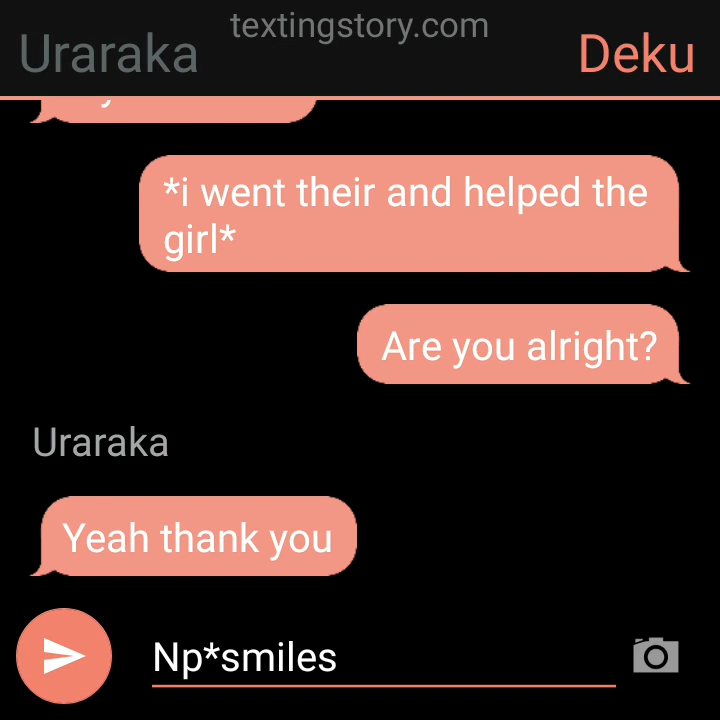 textingstory.com
Uraraka
Deku
*i went their and helped the
girl*
Are you alright?
Uraraka
Yeah thank you
Np*smiles